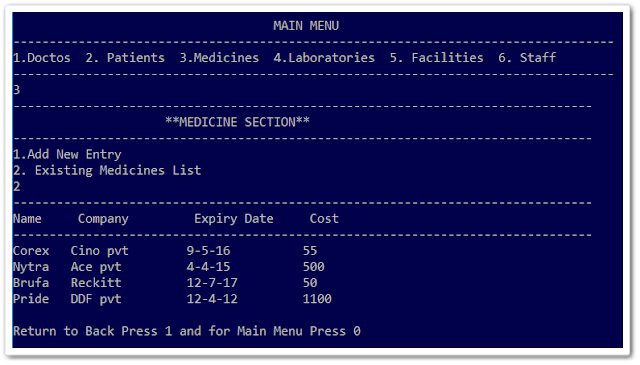 MAIN MENU
1.Doctos 2. Patients 3.Medicines 4.Laboratories 5. Facilities 6. Staff
3
**MEDICINE SECTION**
1.Add New Entry
2. Existing Medicines List
2
Name Company Expiry Date Cost
Corex Cino pvt 9-5-16 55
Nytra Ace pvt 4-4-15 500
Brufa Reckitt 12-7-17 50
Pride DDF pvt 12-4-12 1100
Return to Back Press 1 and for Main Menu Press 0